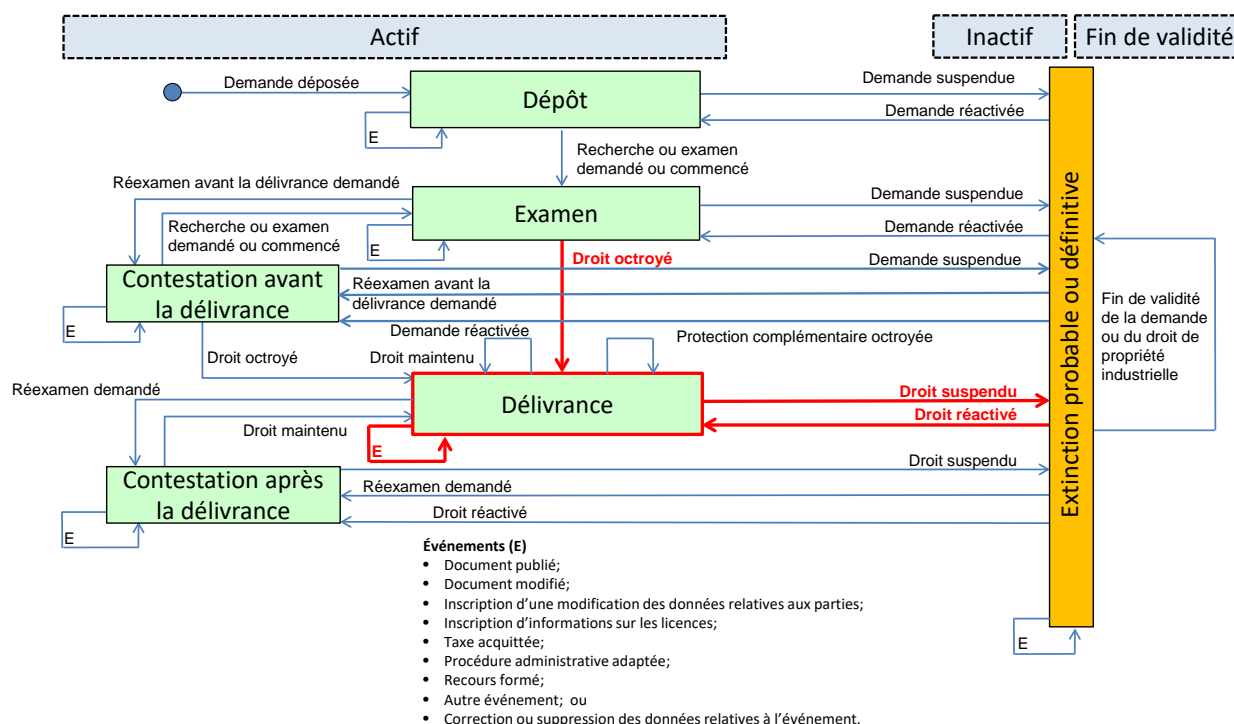 Actif
Inactif
Fin de validité
Demande déposée
Dépôt
Demande suspendue
Demande réactivée
E
Recherche ou examen
demandé ou commencé
Réexamen avant la délivrance demandé
Examen
Demande suspendue
Demande réactivée
Recherche ou examen
demandé ou commencé
E
Droit octroyé
Demande suspendue
Contestation avant
la délivrance
Réexamen avant la
délivrance demandé
E
Demande réactivée
Protection complémentaire octroyée
Droit octroyé
Droit maintenu
Fin de validité
de la demande
ou du droit de
propriété
industrielle
Extinction probable ou définitive
Réexamen demandé
Délivrance
Droit suspendu
Droit réactivé
Droit maintenu
E
Contestation après
la délivrance
Droit suspendu
Réexamen demandé
Droit réactivé
E
Événements (E)
• Document publié;
• Document modifié;
• Inscription d'une modification des données relatives aux parties;
• Inscription d'informations sur les licences;
• Taxe acquittée;
• Procédure administrative adaptée;
• Recours formé;
• Autre événement; ou
• Correction ou suppression des données relatives à l'événement.
E